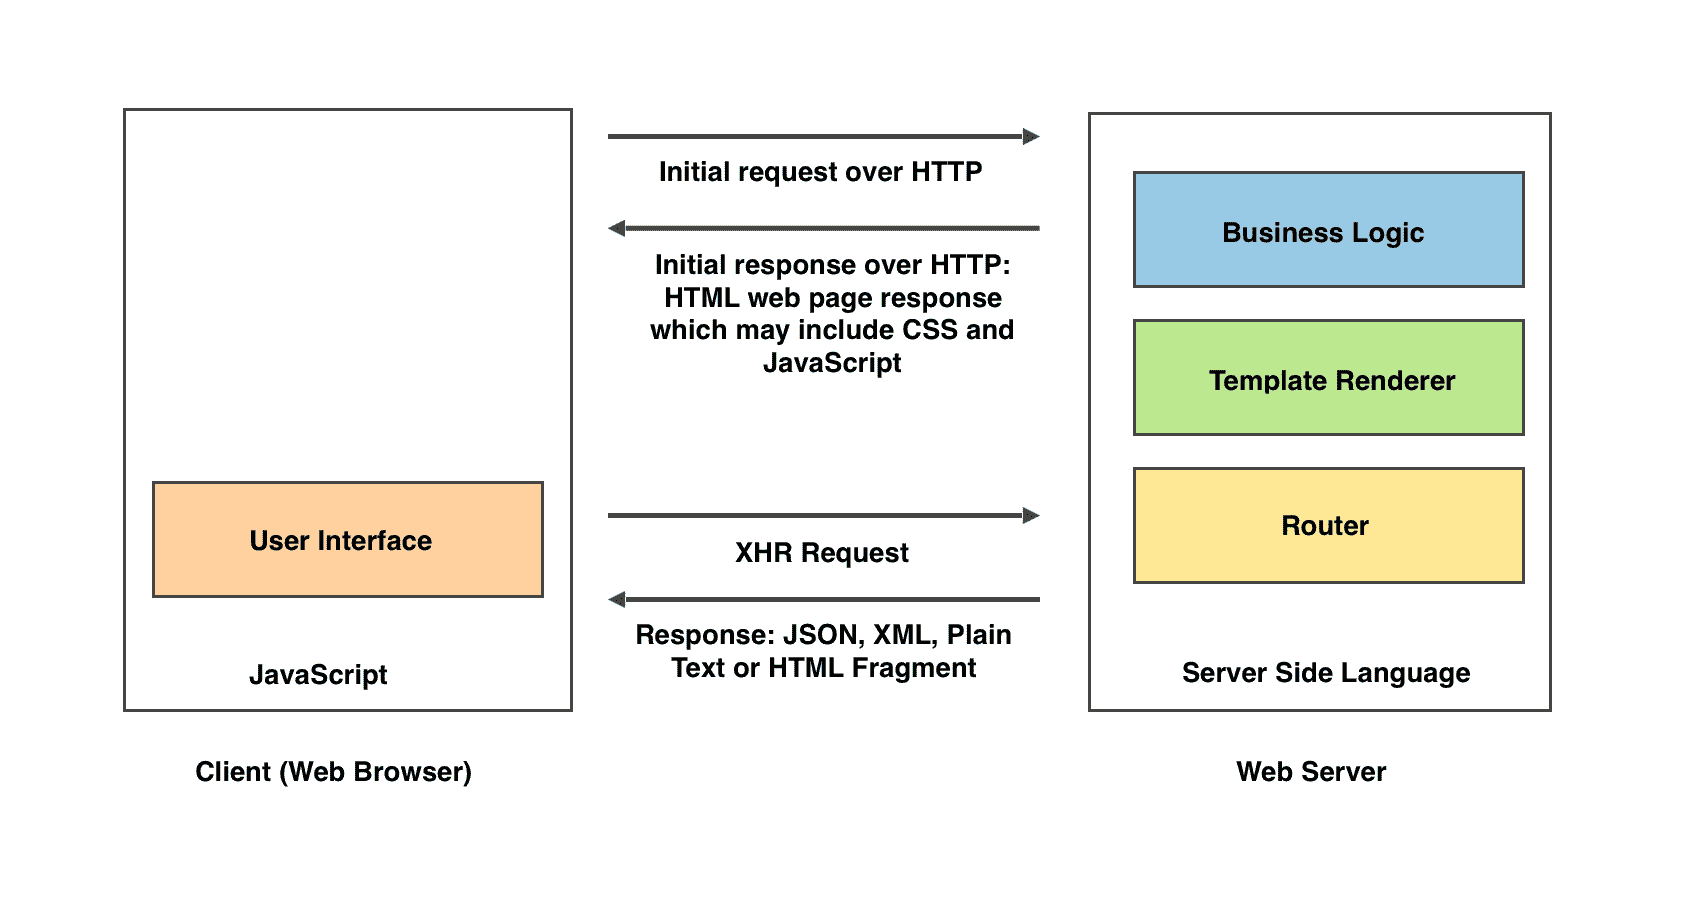 Initial request over HTTP
Initial response over HTTP:
HTML web page response
which may include CSS and
JavaScript
Business Logic
Template Renderer
Router
User Interface
XHR Request
Response: JSON, XML, Plain
Text or HTML Fragment
JavaScript
Server Side Language
Client (Web Browser)
Web Server